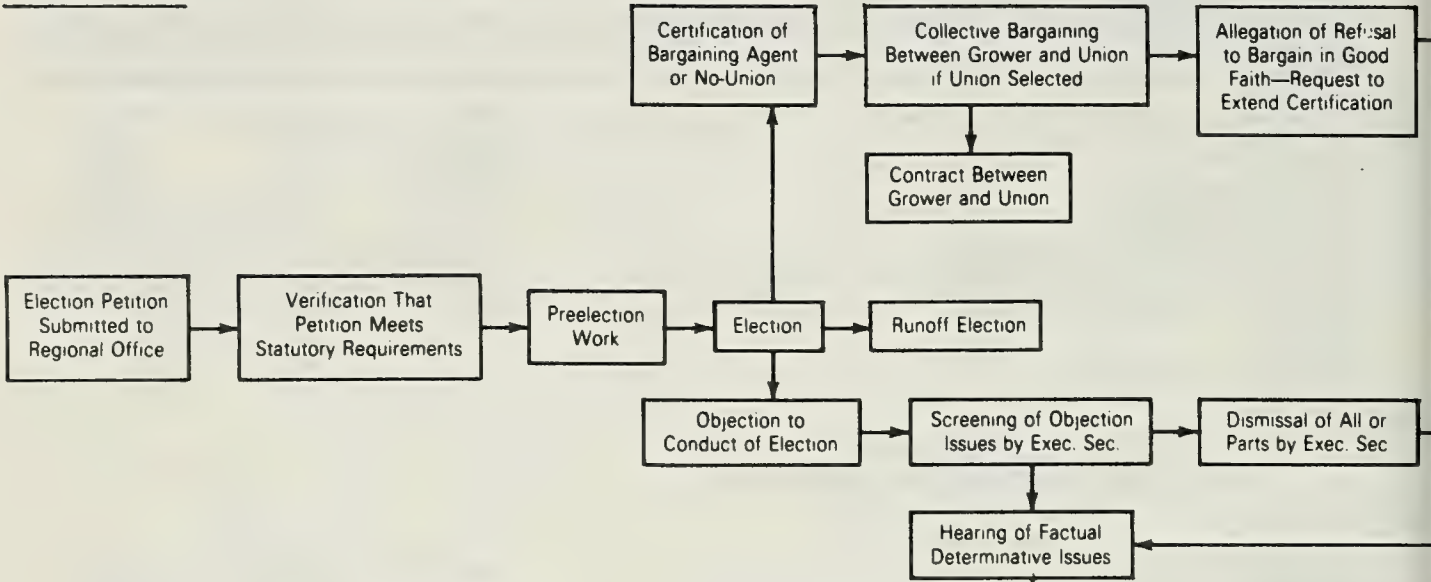 Certification of
Bargaining Agent
or No-Union
Collective Bargaining
Between Grower and Union
if Union Selected
Allegation of Refusal
to Bargain in Good
Faith—Request to
Extend Certification
Contract Between
Grower and Union
Election Petition
Submitted to
Regional Office
Verification That
Petition Meets
Statutory Requirements
Preelection
Work
Election
Runoff Election
Objection to
Conduct of Election
Screening of Objection
Issues by Exec. Sec.
Dismissal of All or
Parts by Exec. Sec
Hearing of Factual
Determinative Issues